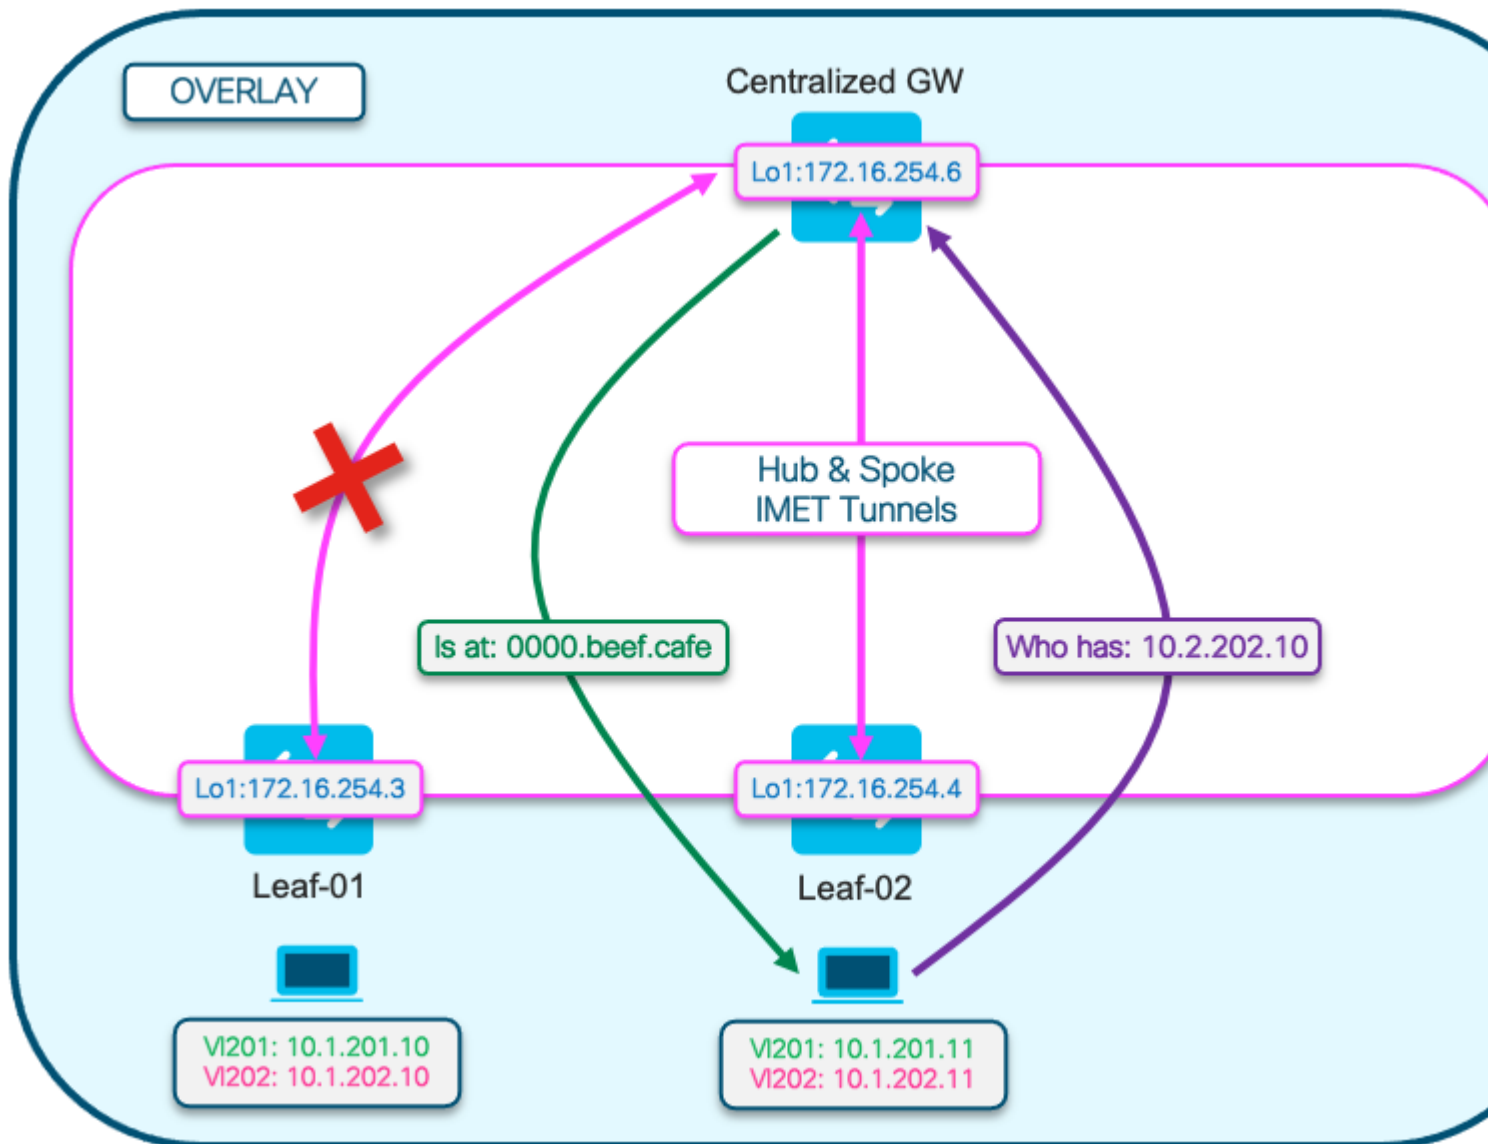 OVERLAY
Centralized GW
Lo1:172.16.254.6
Hub & Spoke
IMET Tunnels
Is at: 0000.beef.cafe
Who has: 10.2.202.10
Lo1:172.16.254.3
Lo1:172.16.254.4
Leaf-01
Leaf-02
Vl201: 10.1.201.10
Vl202: 10.1.202.10
Vl201: 10.1.201.11
Vl202: 10.1.202.11